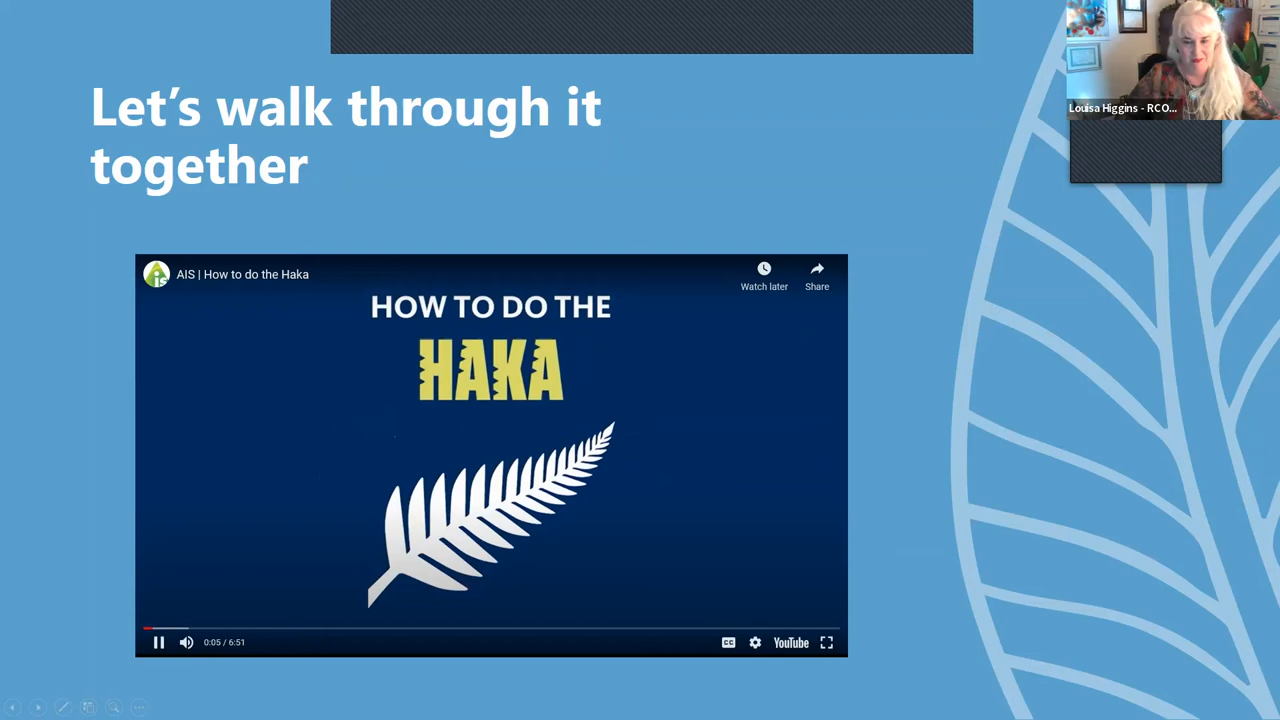 Let's walk through it
together
Louisa Higgins - RCO...
AIS | How to do the Haka
Watch later
Share
HOW TO DO THE
HAKA
0:05 / 6:51
CC
YouTube